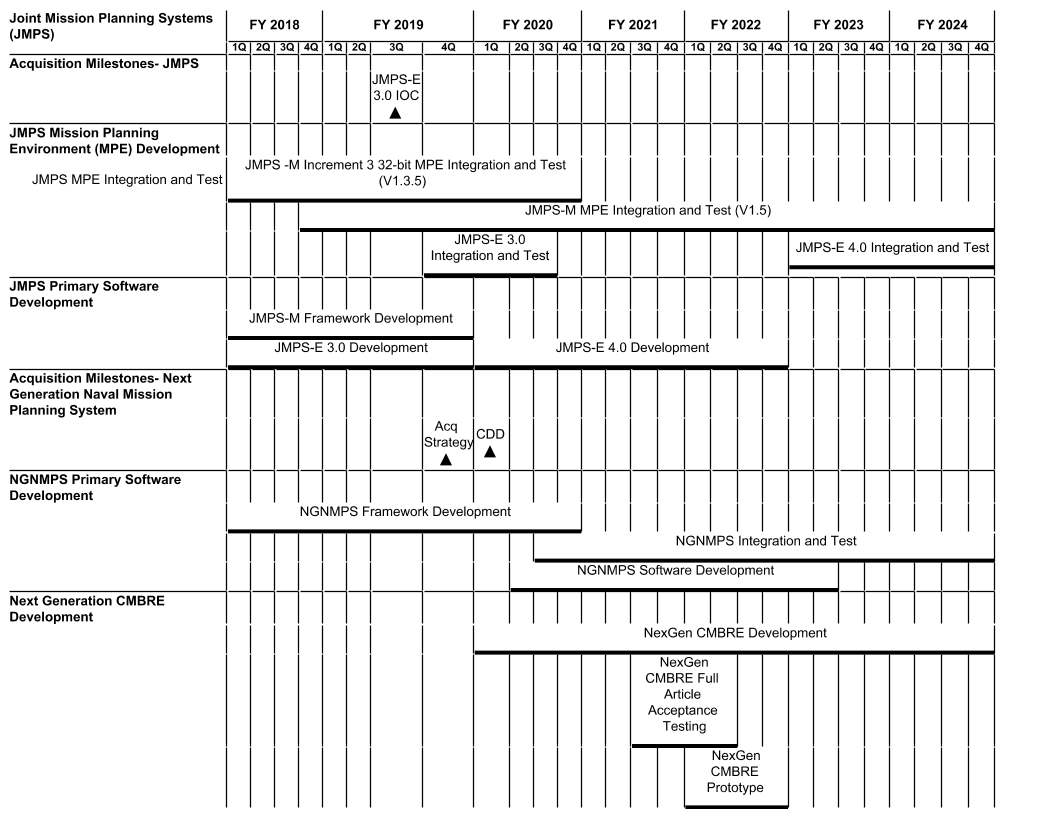 Joint Mission Planning Systems
(JMPS)
FY 2018 FY 2019 FY 2020 FY 2021 FY 2022 FY 2023 FY 2024
1Q 2Q 3Q 4Q 1Q 2Q 3Q 4Q 1Q 2Q 3Q 4Q 1Q 2Q 3Q 4Q 1Q 2Q 3Q 4Q 1Q 2Q 3Q 4Q 1Q 2Q 3Q 4Q
Acquisition Milestones- JMPS
JMPS-E
3.0 IOC
JMPS Mission Planning
Environment (MPE) Development
JMPS MPE Integration and Test
JMPS -M Increment 3 32-bit MPE Integration and Test
(V1.3.5)
JMPS-M MPE Integration and Test (V1.5)
JMPS-E 3.0
Integration and Test
JMPS-E 4.0 Integration and Test
JMPS Primary Software
Development
JMPS-M Framework Development
JMPS-E 3.0 Development
JMPS-E 4.0 Development
Acquisition Milestones- Next
Generation Naval Mission
Planning System
Acq
Strategy
CDD
NGNMPS Primary Software
Development
NGNMPS Framework Development
NGNMPS Integration and Test
NGNMPS Software Development
Next Generation CMBRE
Development
NexGen CMBRE Development
NexGen
CMBRE Full
Article
Acceptance
Testing
NexGen
CMBRE
Prototype